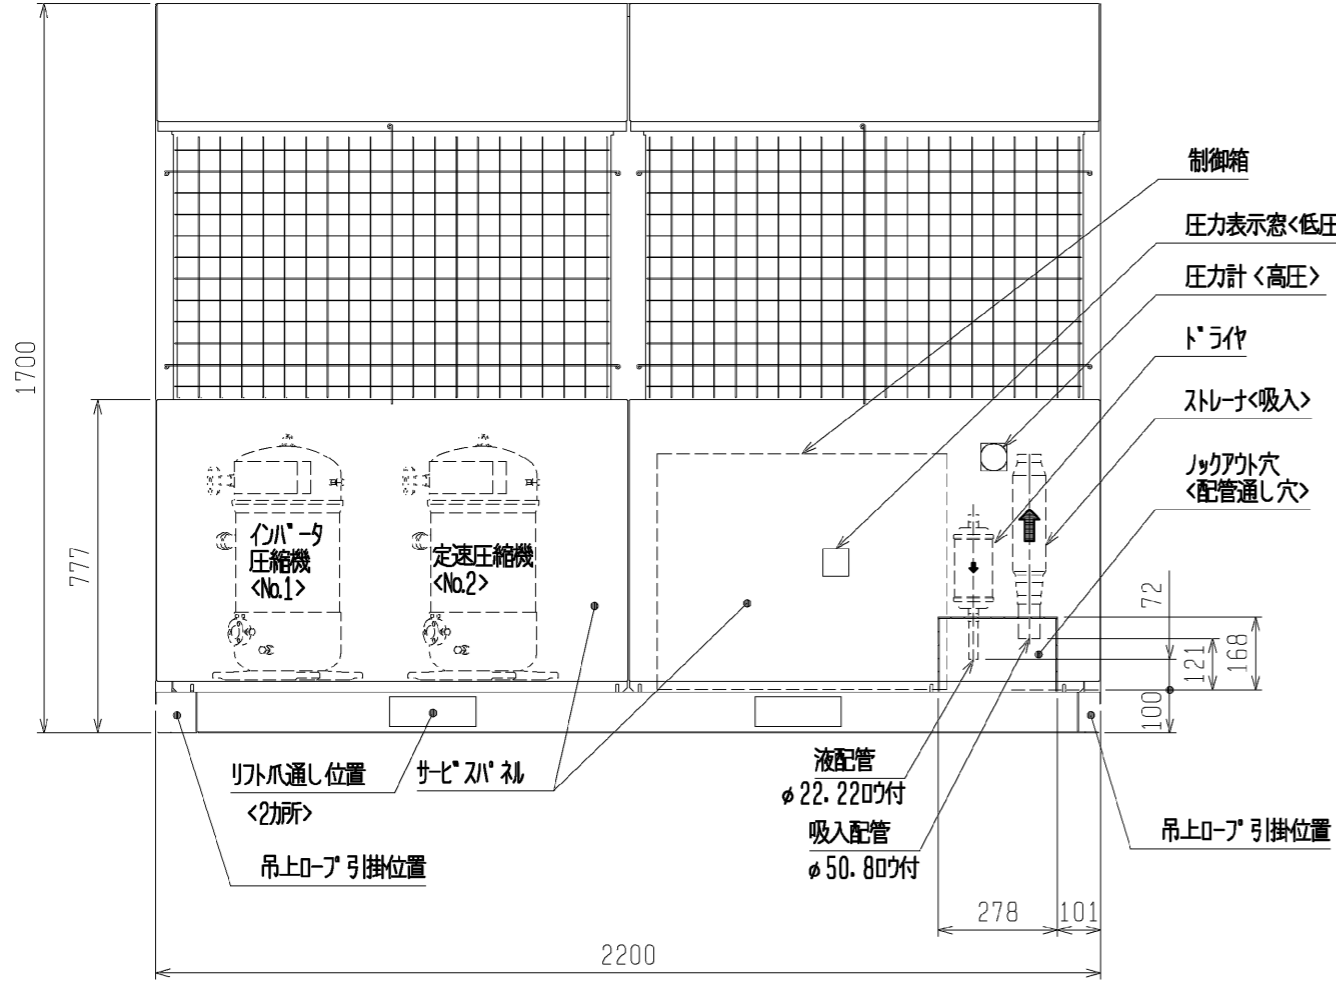 制御箱
圧力表示窓<低圧
圧力計<高圧>
ドライヤ
ストレーナ<吸入>
ノックアウト穴
<配管通し穴>
1700
777
インバータ
圧縮機
<No.1>
定速圧縮機
<No.2>
72
121
168
100
リフト爪通し位置
<2カ所>
サービスパネル
吊上ロープ引掛位置
液配管
φ22.22ロウ付
吸入配管
φ50.8ロウ付
吊上ロープ引掛位置
278
101
2200